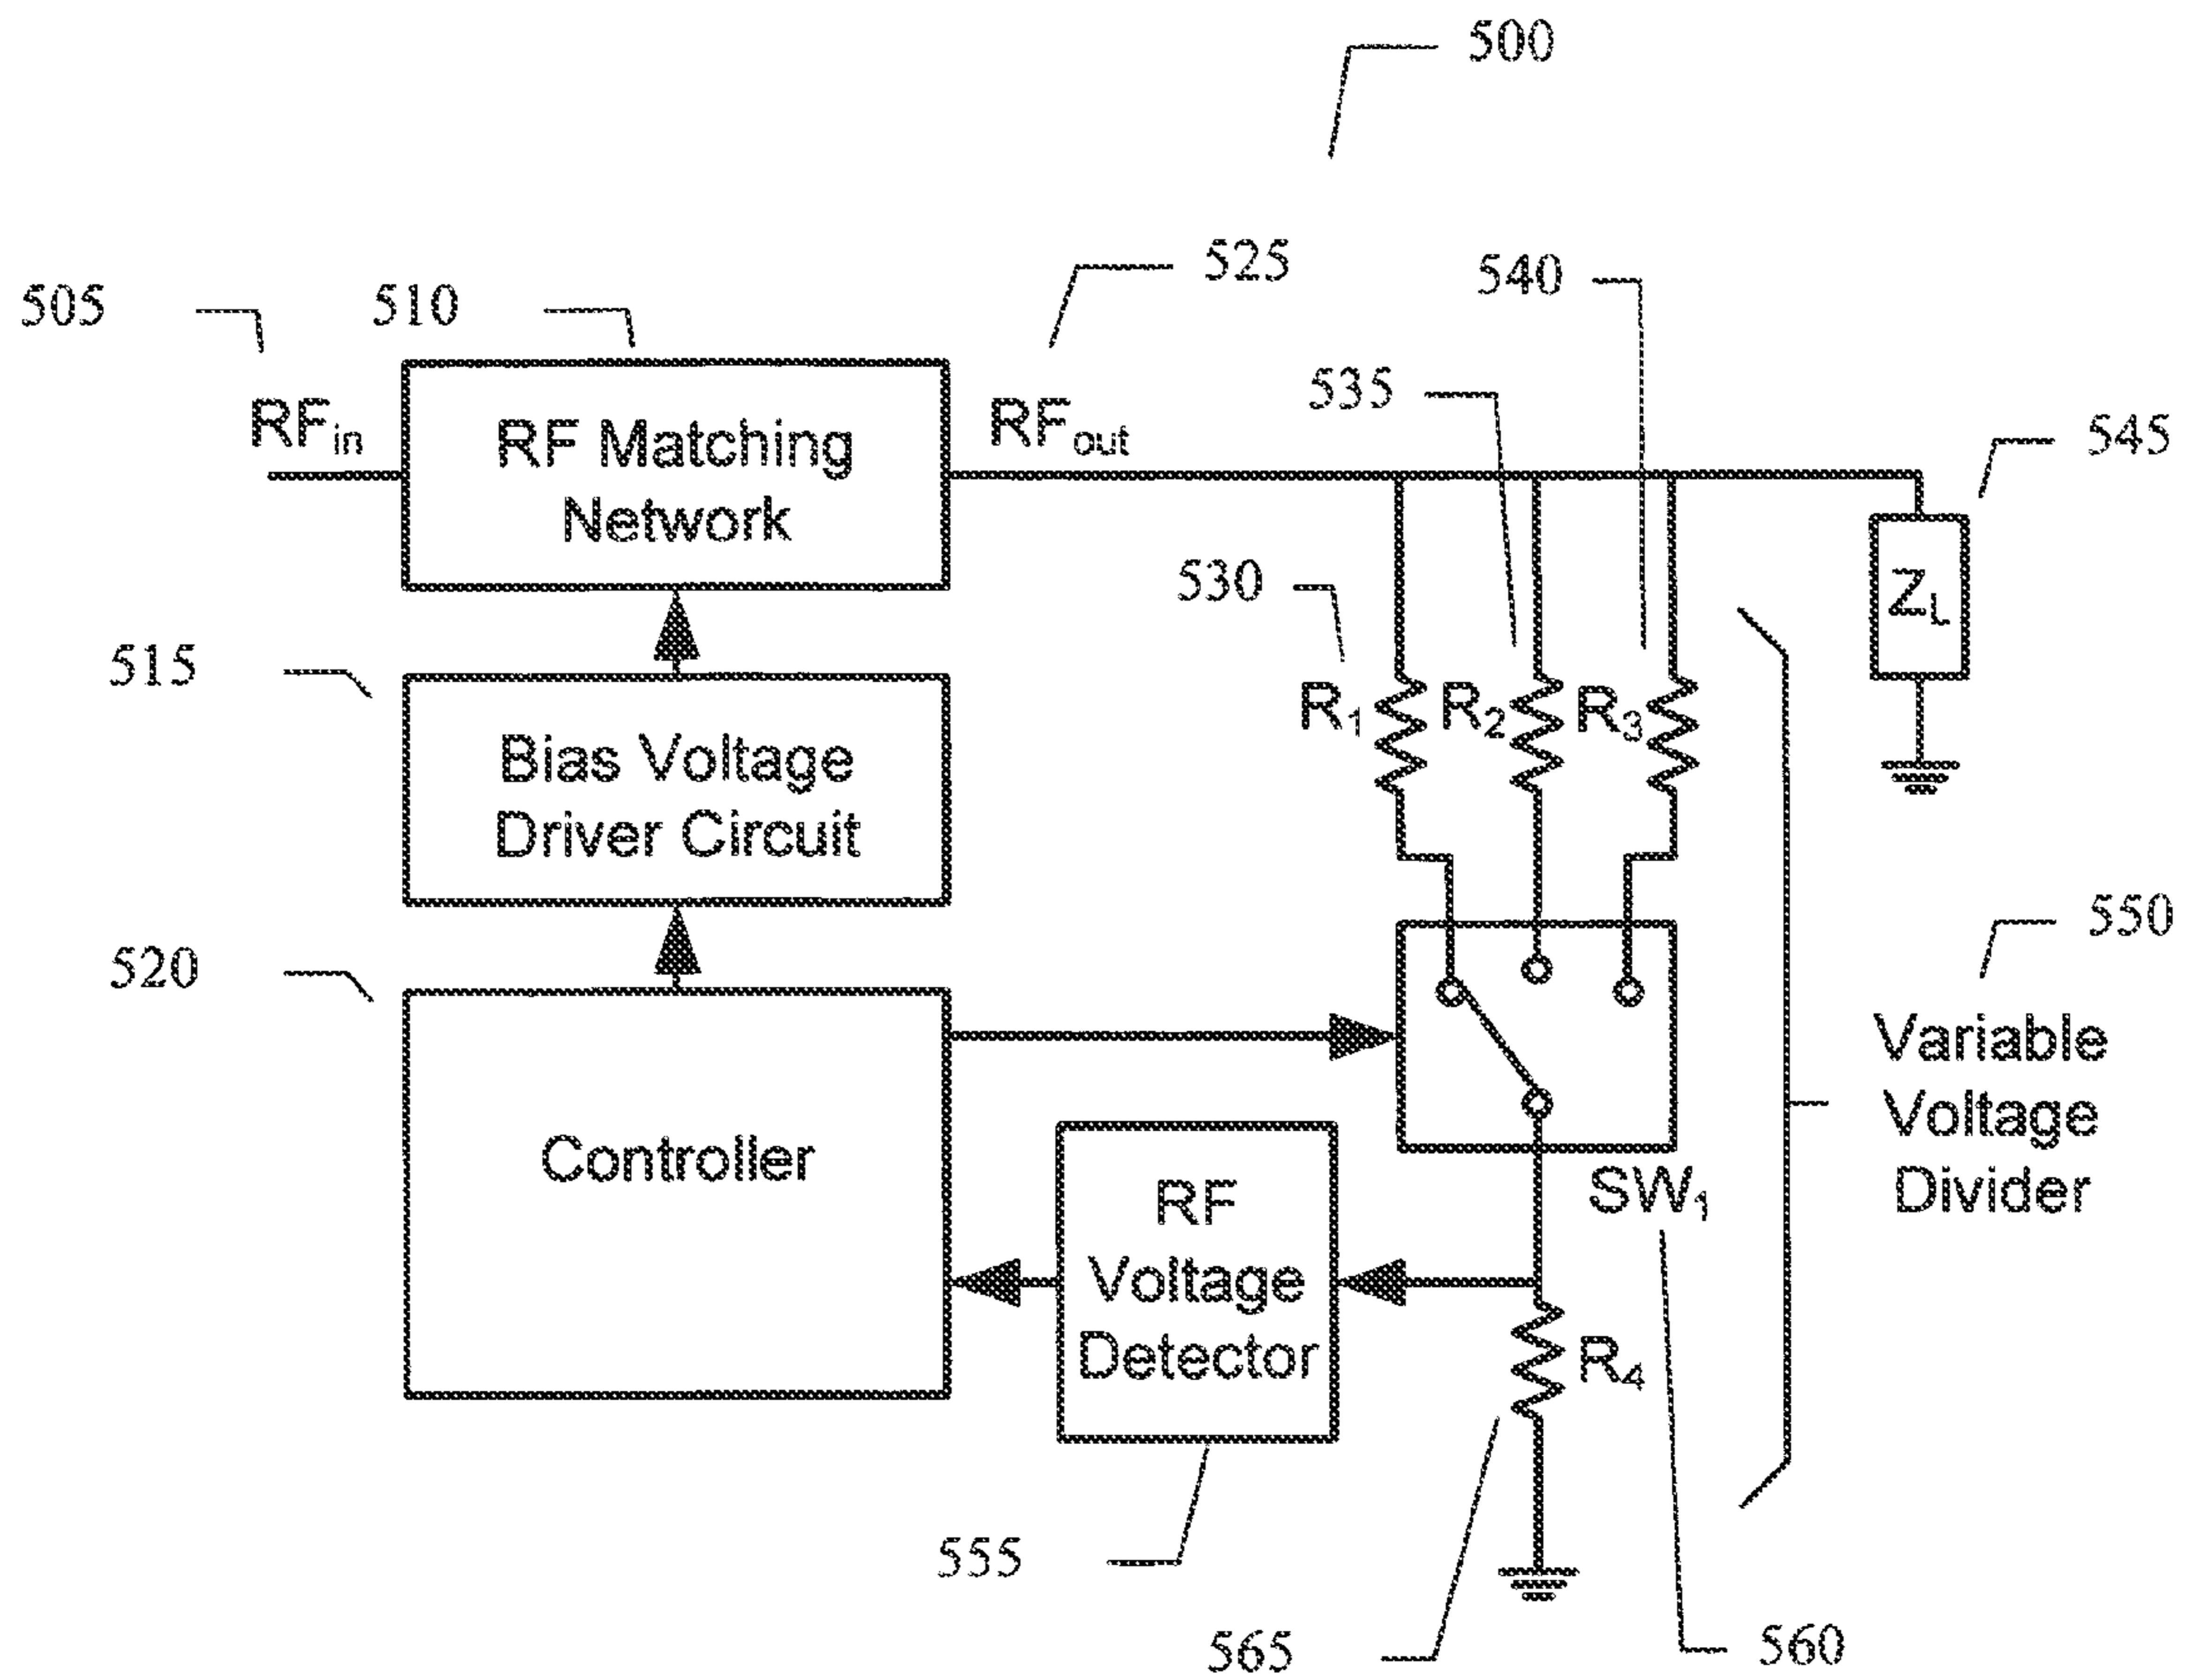 500
525
540
505
510
535
545
RFin
RF Matching
Network
RFout
530
ZL
515
R1
R2
R3
Bias Voltage
Driver Circuit
520
550
Variable
Voltage
Divider
Controller
RF
Voltage
Detector
SW1
R4
555
565
560